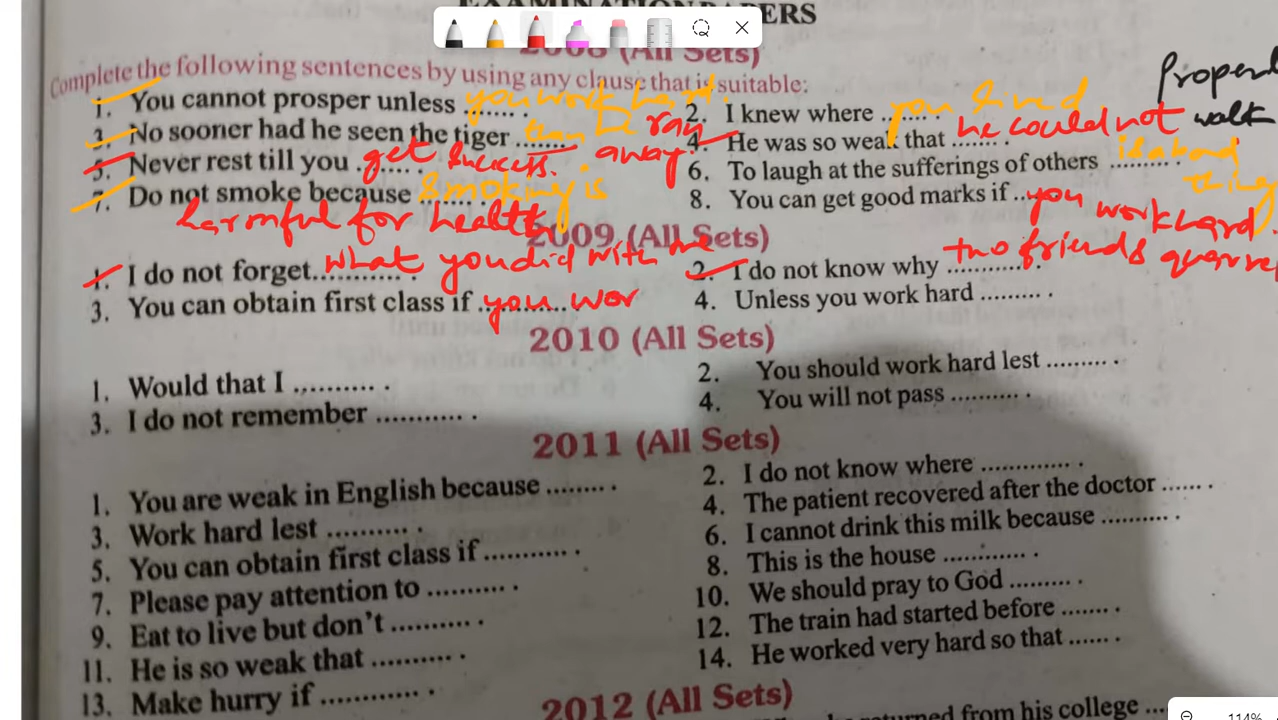 EXAMINATION PAPERS
2008 (All Sets)
Complete the following sentences by using any clause that is suitable:
1. You cannot prosper unless ........ . you work hard.
2. I knew where ........ you lived. 
3. No sooner had he seen the tiger ........ than he ran away
4. He was so weak that ........ . he could not walk properl
5. Never rest till you ........ . get success.
6. To laugh at the sufferings of others .......... is a bad thing
7. Do not smoke because ........ . smoking is harmful for health
8. You can get good marks if .. you work hard.
2009 (All Sets)
1. I do not forget............ . what you did with me
2. I do not know why ............ . two friends quarre
3. You can obtain first class if ............ you wor
4. Unless you work hard ......... .
2010 (All Sets)
1. Would that I .......... .
2. You should work hard lest ......... .
3. I do not remember ........... .
4. You will not pass .......... .
2011 (All Sets)
1. You are weak in English because ........ .
2. I do not know where ............. .
3. Work hard lest .......... .
4. The patient recovered after the doctor ...... .
5. You can obtain first class if ........... .
6. I cannot drink this milk because .......... .
7. Please pay attention to .......... .
8. This is the house ............ .
9. Eat to live but don't .......... .
10. We should pray to God ......... .
11. He is so weak that .......... .
12. The train had started before ....... .
13. Make hurry if ............ .
14. He worked very hard so that ...... .
2012 (All Sets)
returned from his college ...
114%